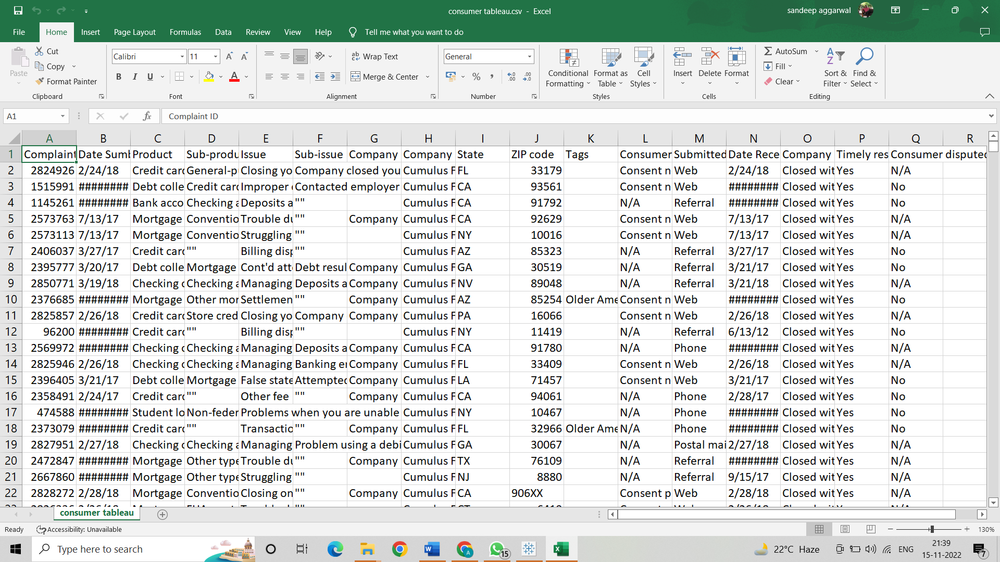 consumer tableau.csv - Excel
sandeep aggarwal
File Home Insert Page Layout Formulas Data Review View Help Tell me what you want to do
Paste
Cut
Copy
Format Painter
Clipboard
Calibri 11
B I U
Font
Wrap Text
Merge & Center
Alignment
General
Number
Conditional Formatting
Format as Table
Cell Styles
Styles
Insert Delete Format
Cells
AutoSum
Fill
Clear
Sort & Filter
Find & Select
Editing
A1 fx Complaint ID
A B C D E F G H I J K L M N O P Q R
1 Complaint Date Sumb Product Sub-produ Issue Sub-issue Company Company State ZIP code Tags Consumer Submitted Date Rece Company Timely res Consumer disputed
2 2824926 2/24/18 Credit card General-p Closing yo Company closed you Cumulus F FL 33179 Consent n Web 2/24/18 Closed wit Yes N/A
3 1515991 ######## Debt colle Credit card Improper Contacted employer Cumulus F CA 93561 Consent n Web ######## Closed wit Yes No
4 1145261 ######## Bank acco Checking a Deposits a "" Cumulus F CA 91792 N/A Referral ######## Closed wit Yes No
5 2573763 7/13/17 Mortgage Conventio Trouble du "" Company Cumulus F CA 92629 Consent n Web 7/13/17 Closed wit Yes N/A
6 2573113 7/13/17 Mortgage Conventio Struggling "" Cumulus F NY 10016 Consent n Web 7/13/17 Closed wit Yes N/A
7 2406037 3/27/17 Credit card "" Billing disp "" Cumulus F AZ 85323 N/A Referral 3/27/17 Closed wit Yes No
8 2395777 3/20/17 Debt colle Mortgage Cont'd atte Debt resul Company Cumulus F GA 30519 N/A Referral 3/21/17 Closed wit Yes No
9 2850771 3/19/18 Checking o Checking a Managing Deposits a Company Cumulus F NV 89048 N/A Referral 3/21/18 Closed wit Yes N/A
10 2376685 ######## Mortgage Other mor Settlemen "" Company Cumulus F AZ 85254 Older Ame Consent n Web ######## Closed wit Yes No
11 2825857 2/26/18 Credit card Store cred Closing yo Company Company Cumulus F PA 16066 Consent n Web 2/26/18 Closed wit Yes N/A
12 96200 ######## Credit card "" Billing disp "" Cumulus F NY 11419 N/A Referral 6/13/12 Closed wit Yes No
13 2569972 ######## Checking o Checking a Managing Deposits a Company Cumulus F CA 91780 N/A Phone ######## Closed wit Yes N/A
14 2825946 2/26/18 Checking o Checking a Managing Banking er Company Cumulus F FL 33409 Consent n Web 2/26/18 Closed wit Yes N/A
15 2396405 3/21/17 Debt colle Mortgage False state Attempted Company Cumulus F LA 71457 Consent n Web 3/21/17 Closed wit Yes No
16 2358491 2/24/17 Credit card "" Other fee "" Company Cumulus F CA 94061 N/A Phone 2/28/17 Closed wit Yes No
17 474588 ######## Student lo Non-feder Problems when you are unable Cumulus F NY 10467 N/A Phone ######## Closed wit Yes No
18 2373079 ######## Credit card "" Transactio "" Company Cumulus F FL 32966 Older Ame N/A Phone ######## Closed wit Yes No
19 2827951 2/27/18 Checking o Checking a Managing Problem using a debi Cumulus F GA 30067 N/A Postal mai 2/27/18 Closed wit Yes N/A
20 2472847 ######## Mortgage Other type Trouble du "" Company Cumulus F TX 76109 N/A Referral ######## Closed wit Yes N/A
21 2667860 ######## Mortgage Other type Struggling "" Cumulus F NJ 8880 N/A Referral 9/15/17 Closed wit Yes N/A
22 2828272 2/28/18 Mortgage Conventio Closing on "" Company Cumulus F CA 906XX Consent p Web 2/28/18 Closed wit Yes N/A
consumer tableau
Ready Accessibility: Unavailable 130%
Type here to search
15
22°C Haze
ENG
21:39
15-11-2022
7